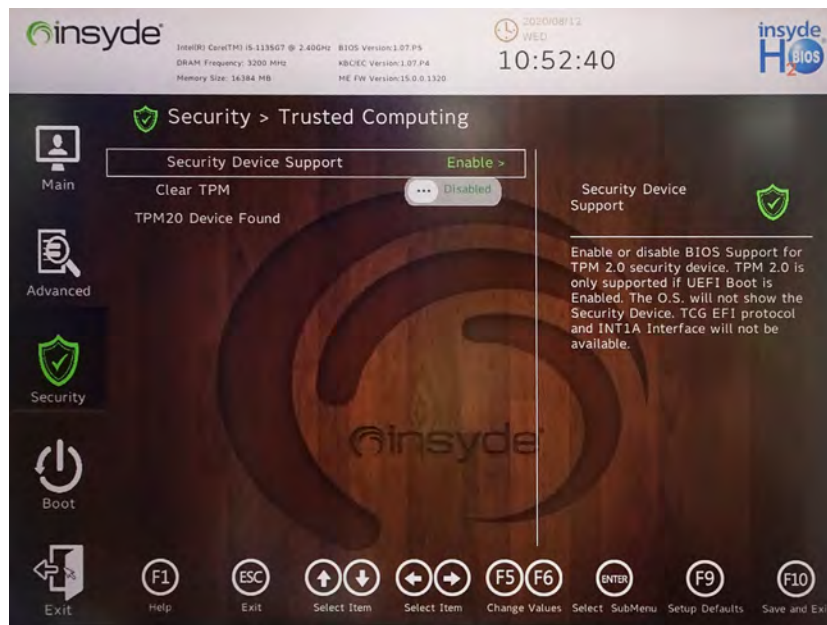 insyde
Intel(R) Core(TM) i5-1135G7 @ 2.40GHz
DRAM Frequency: 3200 MHz
Memory Size: 16384 MB
BIOS Version:1.07.P5
KBC/EC Version:1.07.P4
ME FW Version:15.0.0.1320
2020/08/12
WED
10:52:40
insyde
H2O
BIOS
Security > Trusted Computing
Security Device Support Enable >
Clear TPM ... Disabled
TPM20 Device Found
Main
Advanced
Security
Boot
Exit
Security Device
Support
Enable or disable BIOS Support for
TPM 2.0 security device. TPM 2.0 is
only supported if UEFI Boot is
Enabled. The O.S. will not show the
Security Device. TCG EFI protocol
and INT1A Interface will not be
available.
insyde
F1
Help
ESC
Exit
Select Item
Select Item
F5 F6
Change Values
ENTER
Select SubMenu
F9
Setup Defaults
F10
Save and Exi